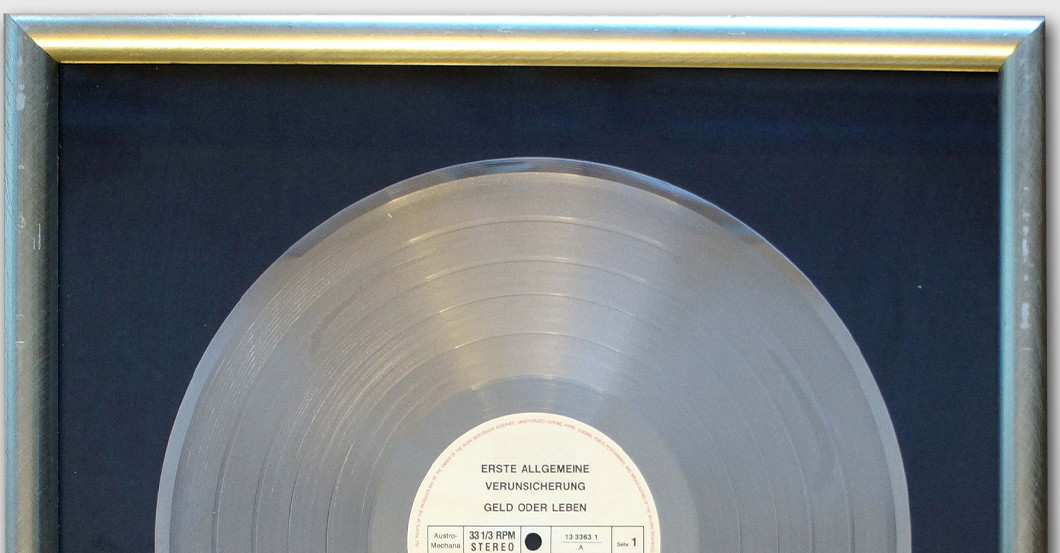 ERSTE ALLGEMEINE
VERUNSICHERUNG
GELD ODER LEBEN
Austro-
Mechana
33 1/3 RPM
STEREO
13 3363 1
A
Seite 1